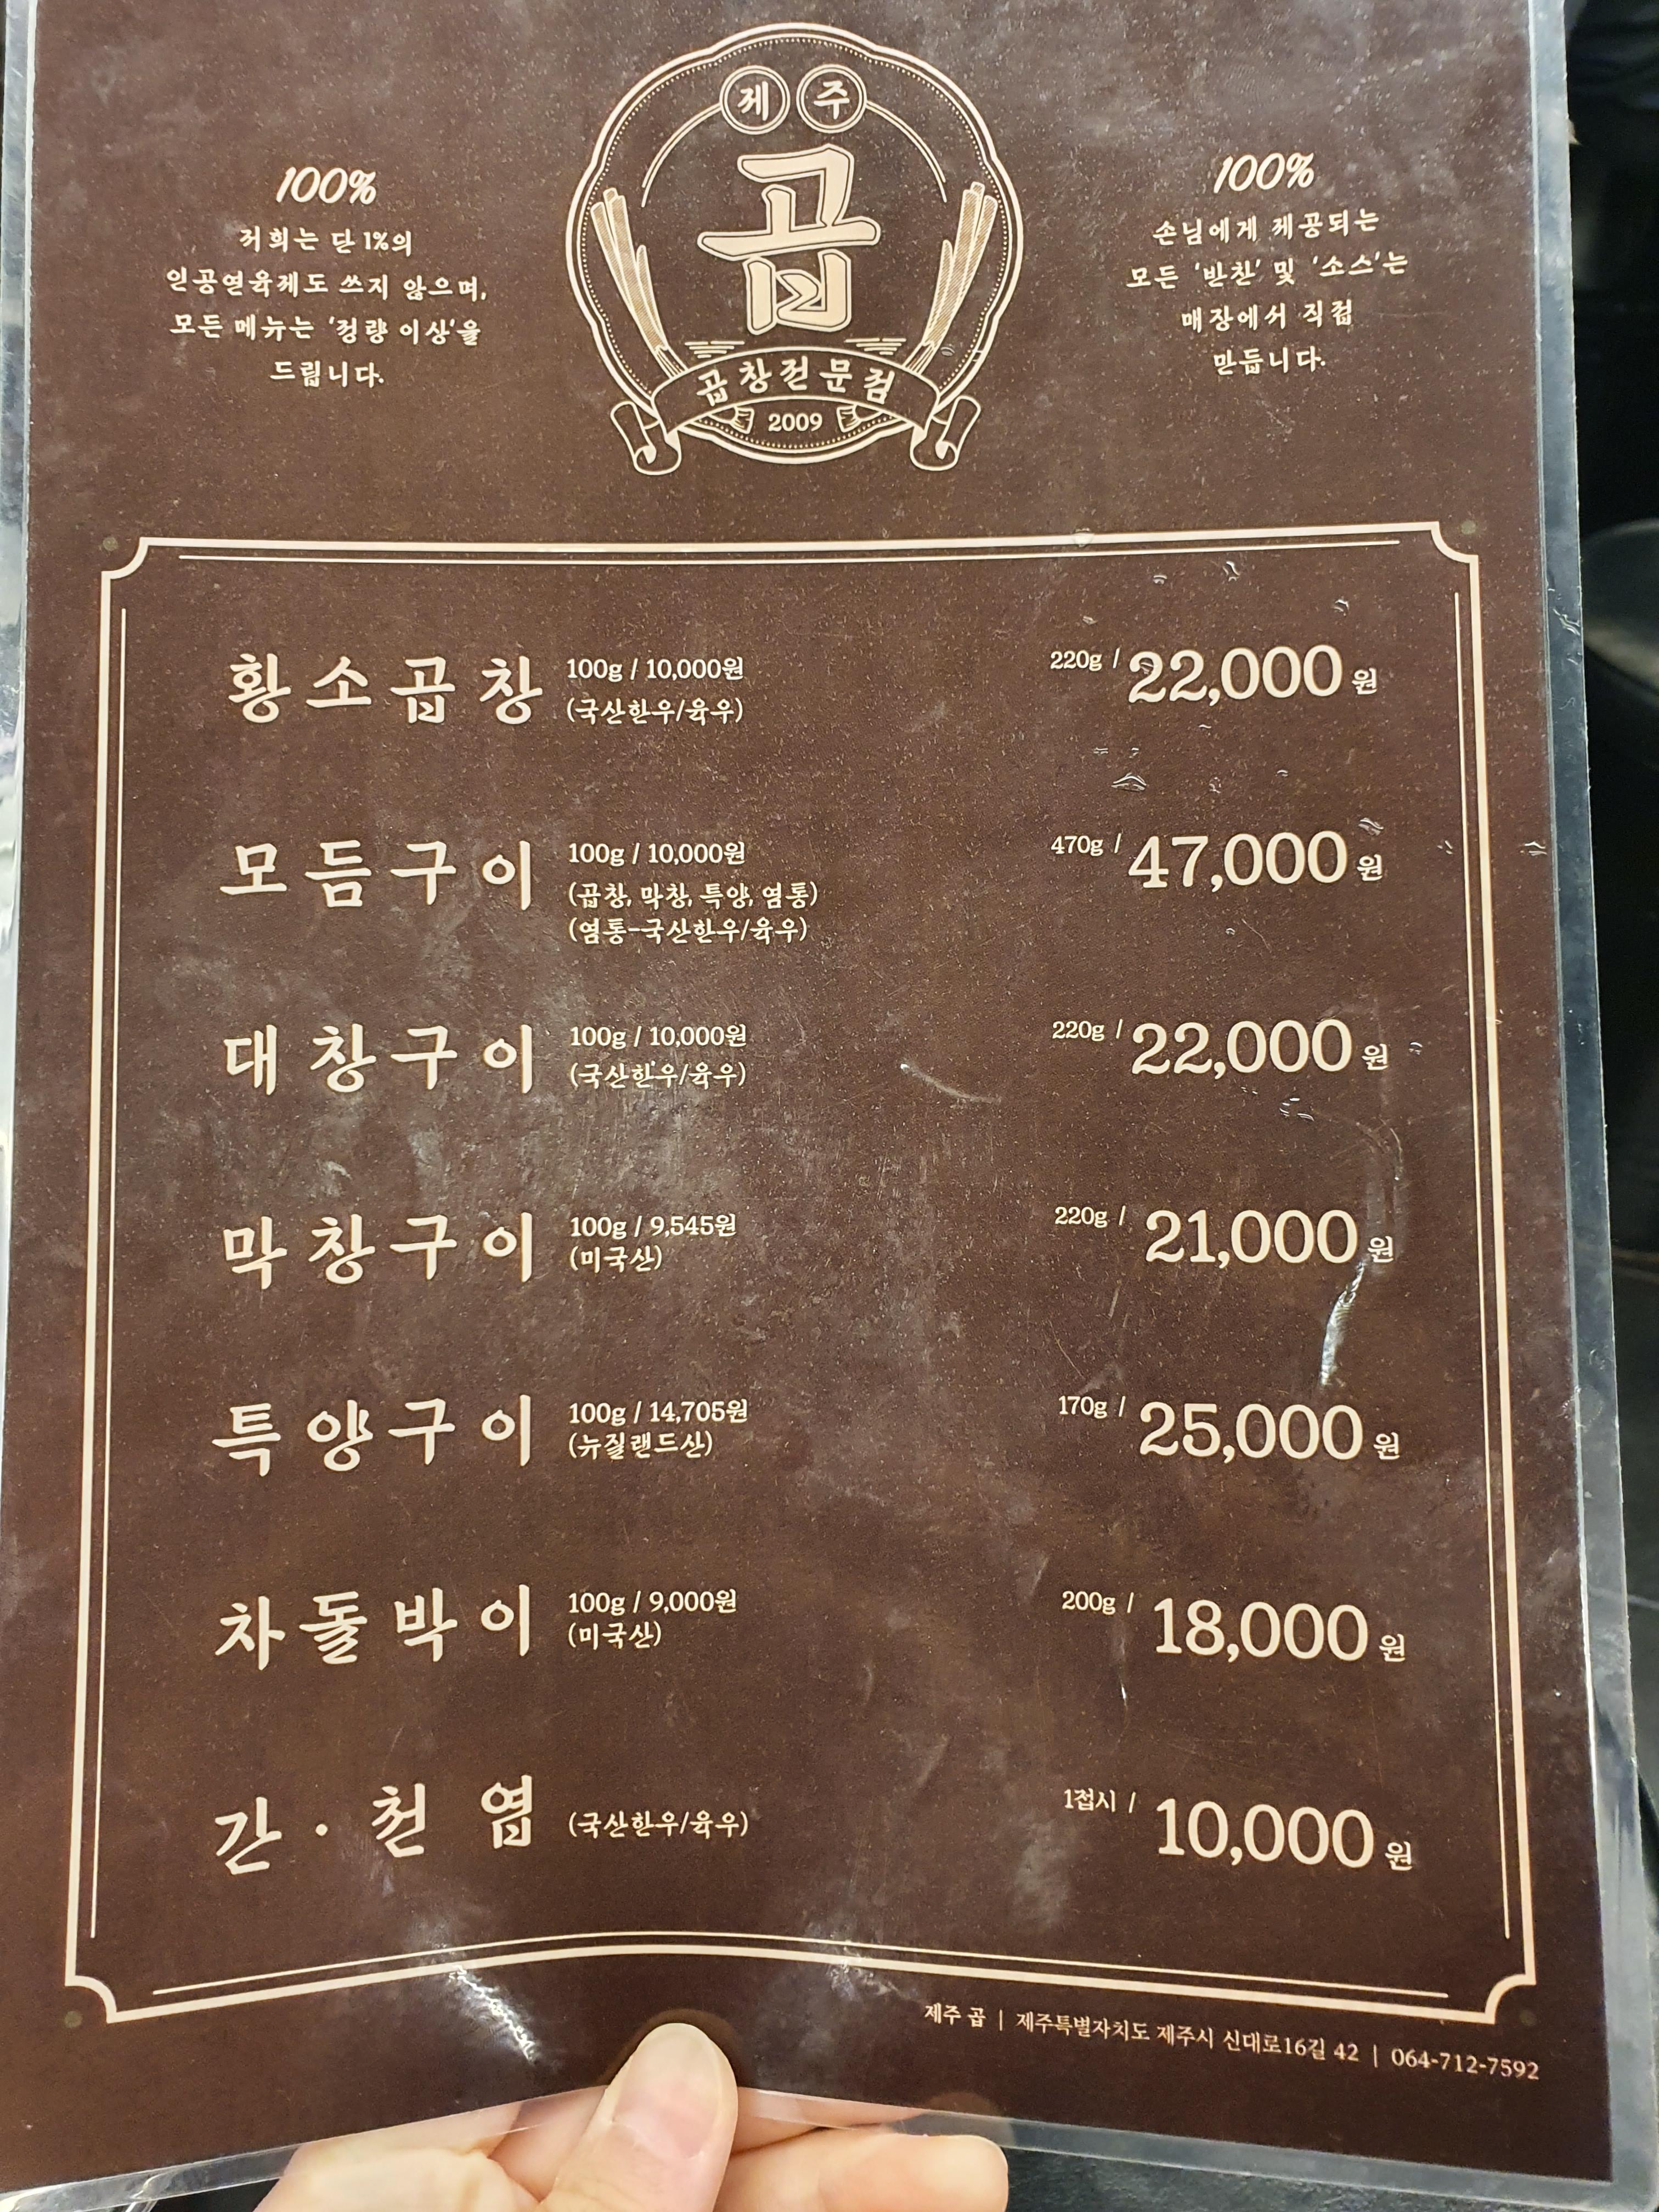 제주
곱
곱창전문점
2009
100%
저희는 단 1%의
인공연육제도 쓰지 않으며,
모든 메뉴는 '정량 이상'을
드립니다.
100%
손님에게 제공되는
모든 '반찬' 및 '소스'는
매장에서 직접
만듭니다.
황소곱창 100g / 10,000원 220g / 22,000원
(국산한우/육우)
모듬구이 100g / 10,000원 470g / 47,000원
(곱창, 막창, 특양, 염통)
(염통-국산한우/육우)
대창구이 100g / 10,000원 220g / 22,000원
(국산한우/육우)
막창구이 100g / 9,545원 220g / 21,000원
(미국산)
특양구이 100g / 14,705원 170g / 25,000원
(뉴질랜드산)
차돌박이 100g / 9,000원 200g / 18,000원
(미국산)
간·천엽 (국산한우/육우) 1접시 / 10,000원
제주 곱 | 제주특별자치도 제주시 신대로16길 42 | 064-712-7592